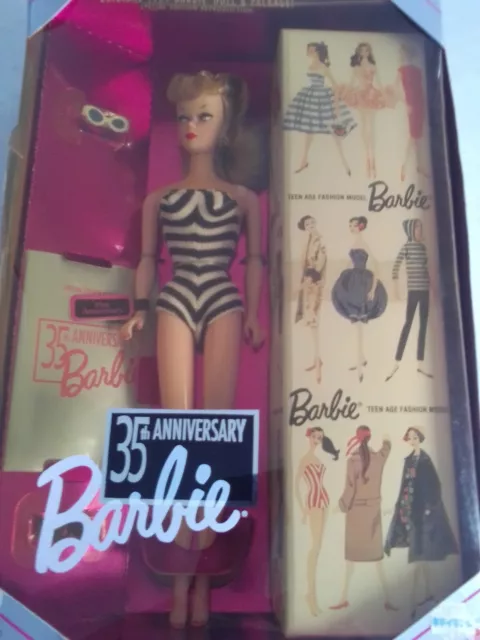 TEEN AGE FASHION MODEL Barbie
35th ANNIVERSARY
Barbie
Barbie® TEEN AGE FASHION MODEL
35th ANNIVERSARY
Barbie